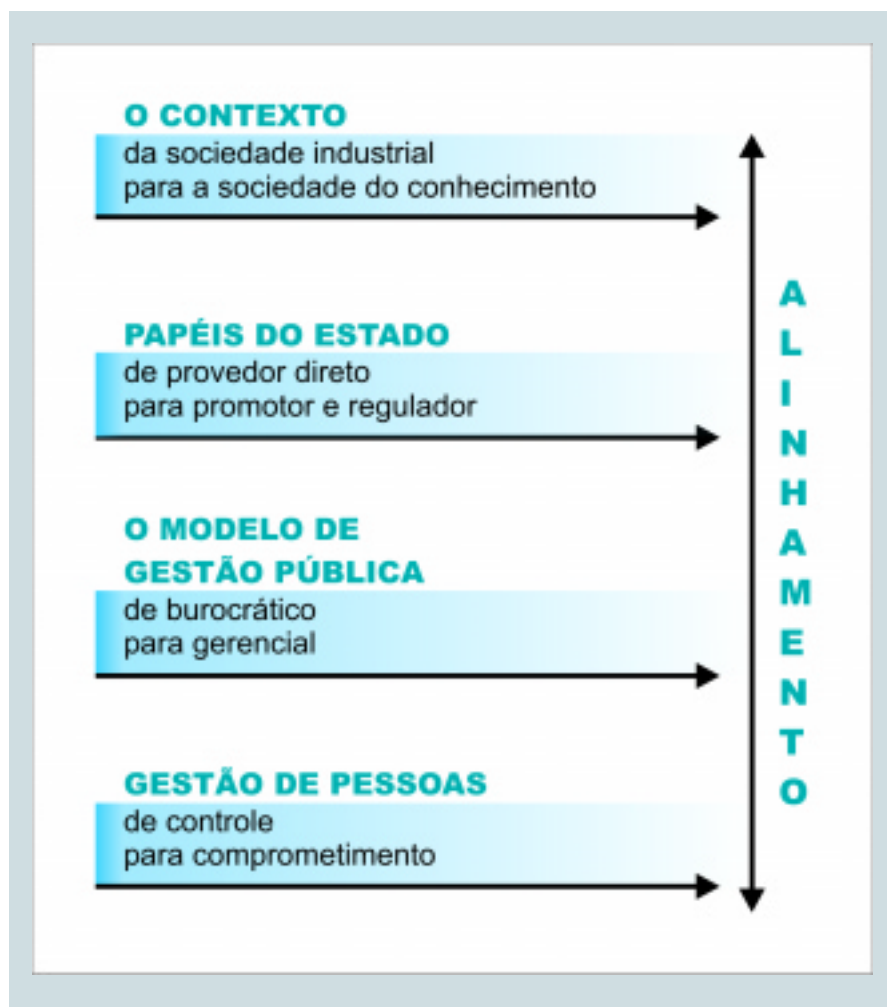 O CONTEXTO
da sociedade industrial
para a sociedade do conhecimento
PAPÉIS DO ESTADO
de provedor direto
para promotor e regulador
O MODELO DE
GESTÃO PÚBLICA
de burocrático
para gerencial
GESTÃO DE PESSOAS
de controle
para comprometimento
ALINHAMENTO